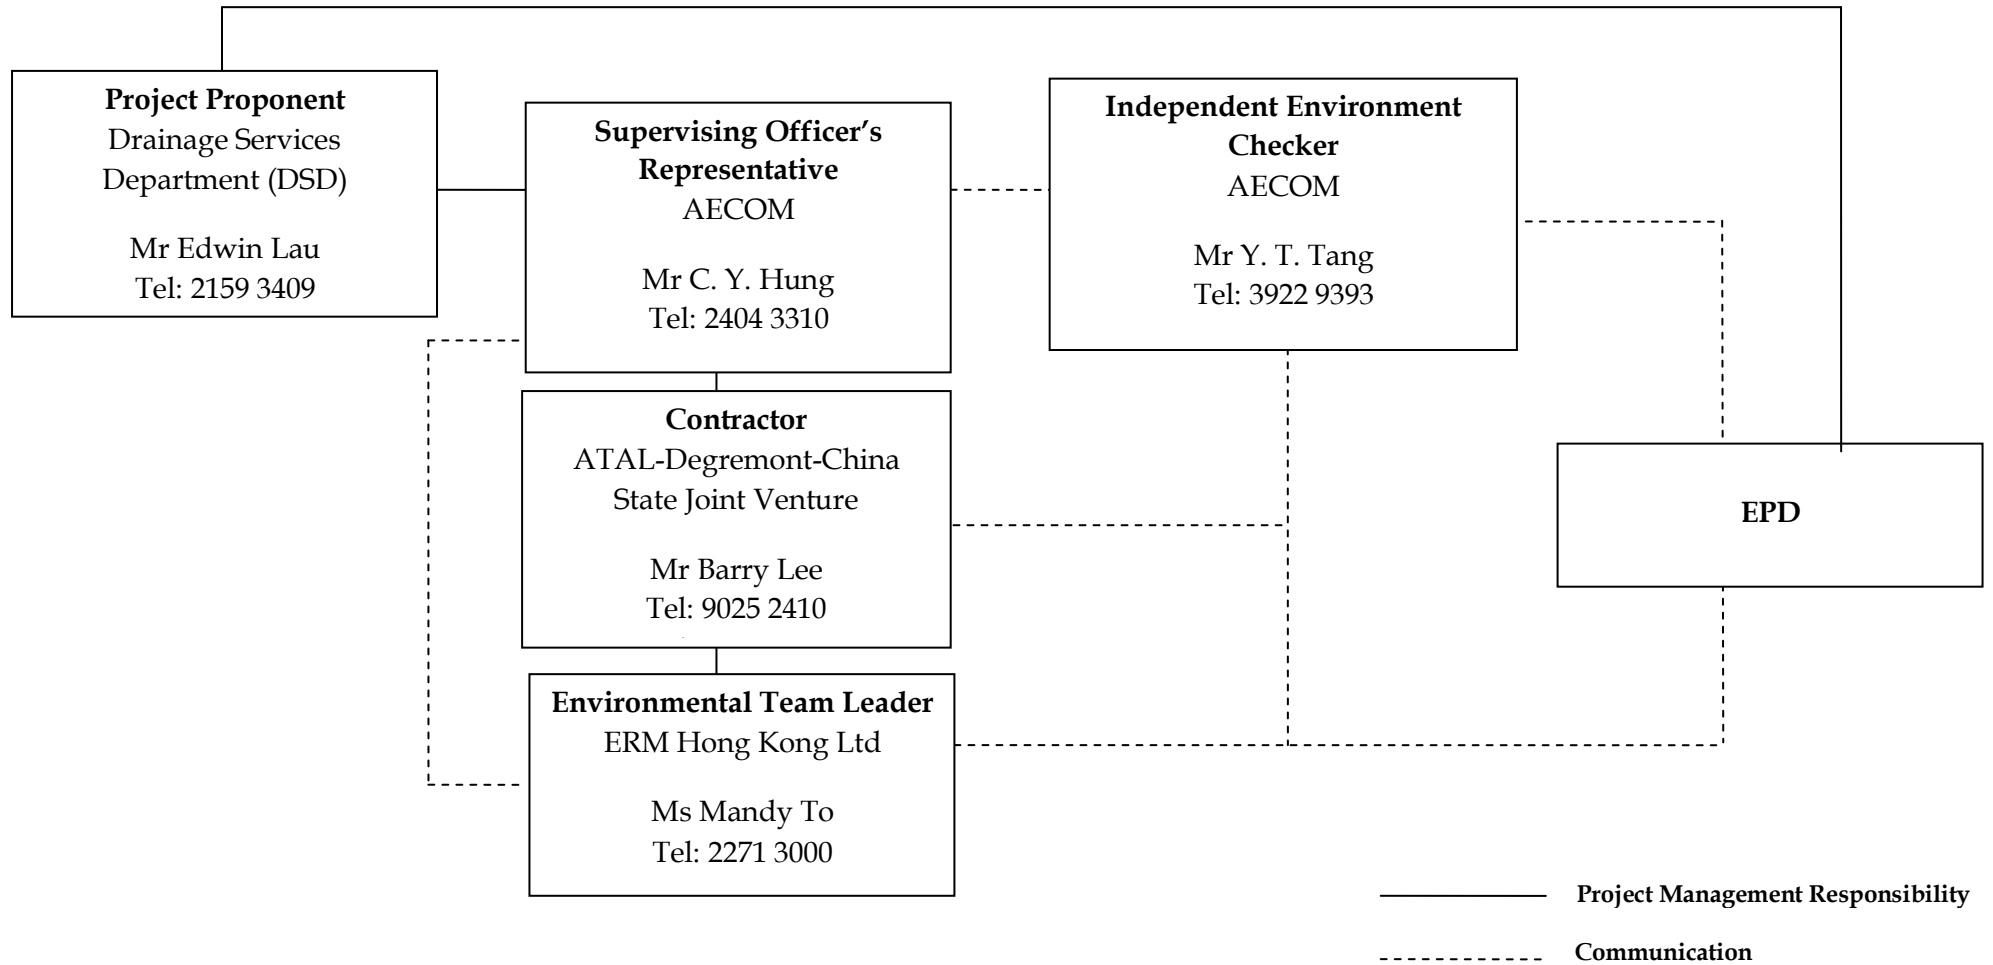 Project Proponent
Drainage Services
Department (DSD)
Mr Edwin Lau
Tel: 2159 3409
Supervising Officer’s
Representative
AECOM
Mr C. Y. Hung
Tel: 2404 3310
Independent Environment
Checker
AECOM
Mr Y. T. Tang
Tel: 3922 9393
Contractor
ATAL-Degremont-China
State Joint Venture
Mr Barry Lee
Tel: 9025 2410
EPD
Environmental Team Leader
ERM Hong Kong Ltd
Ms Mandy To
Tel: 2271 3000
Project Management Responsibility
Communication